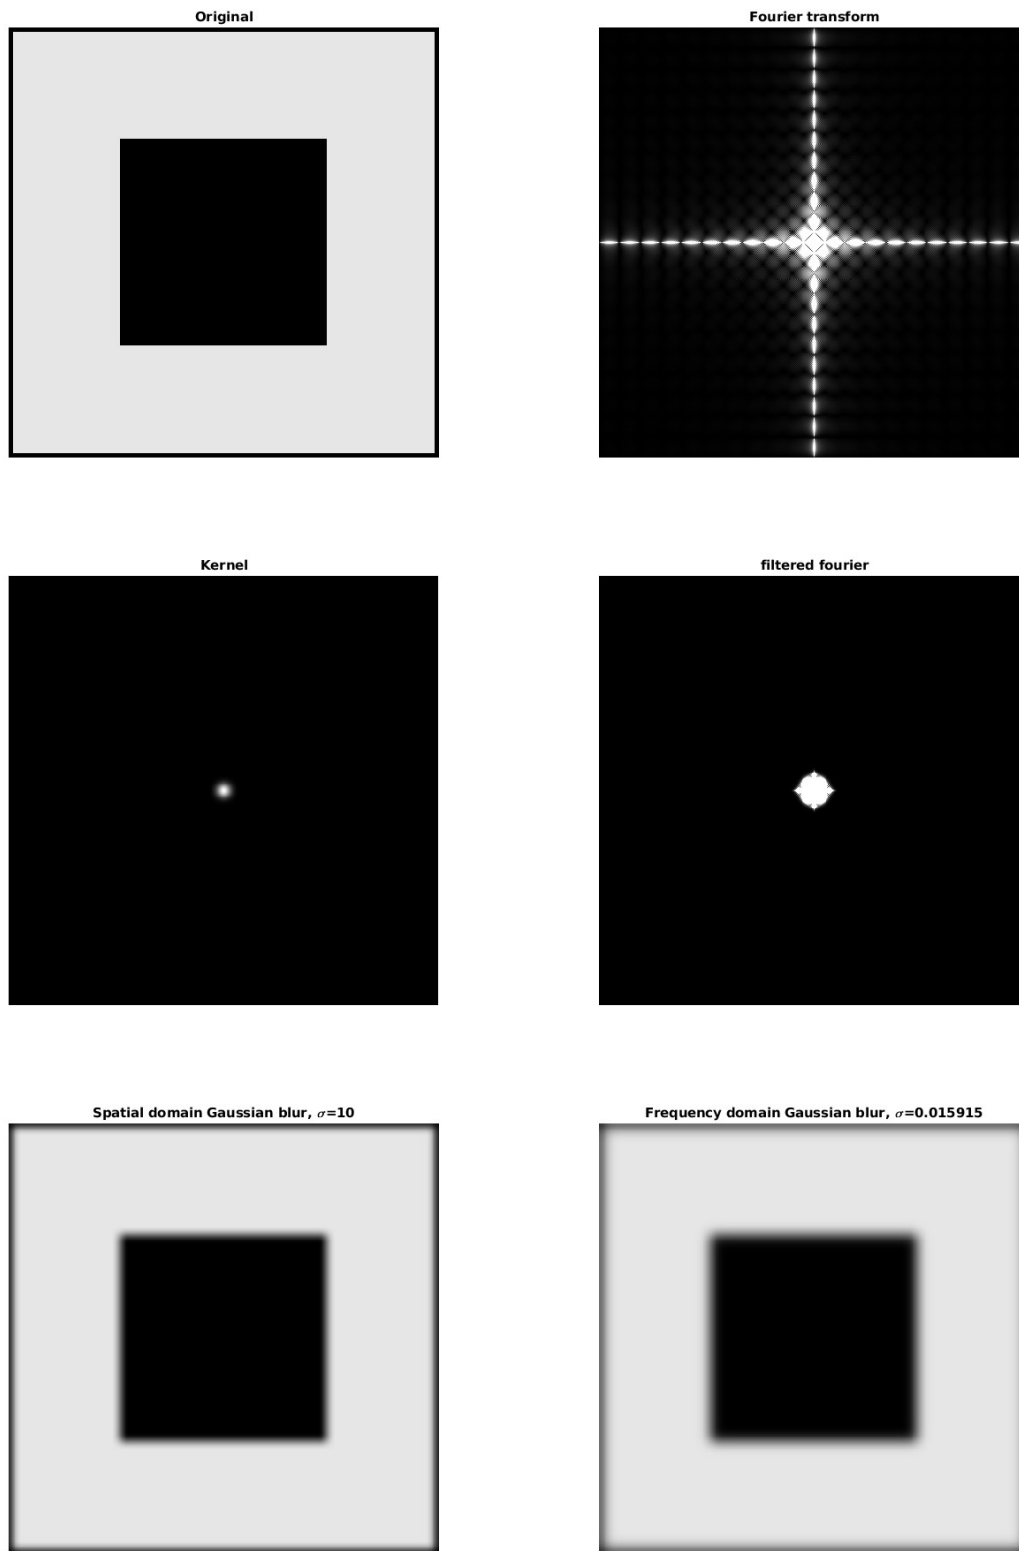 Original
Fourier transform
Kernel
filtered fourier
Spatial domain Gaussian blur, σ=10
Frequency domain Gaussian blur, σ=0.015915